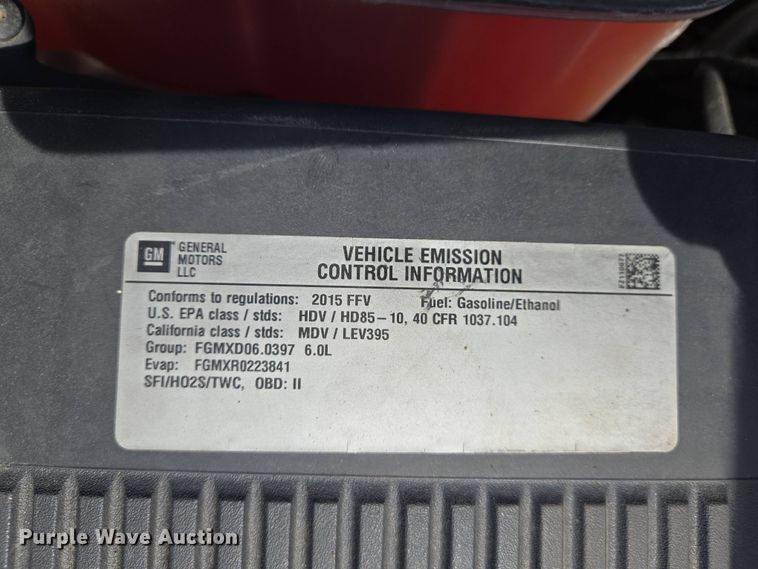 GM
GENERAL
MOTORS
LLC
VEHICLE EMISSION
CONTROL INFORMATION
Conforms to regulations: 2015 FFV Fuel: Gasoline/Ethanol
U.S. EPA class / stds: HDV / HD85-10, 40 CFR 1037.104
California class / stds: MDV / LEV395
Group: FGMXD06.0397 6.0L
Evap: FGMXR0223841
SFI/HO2S/TWC, OBD: II
Purple Wave Auction